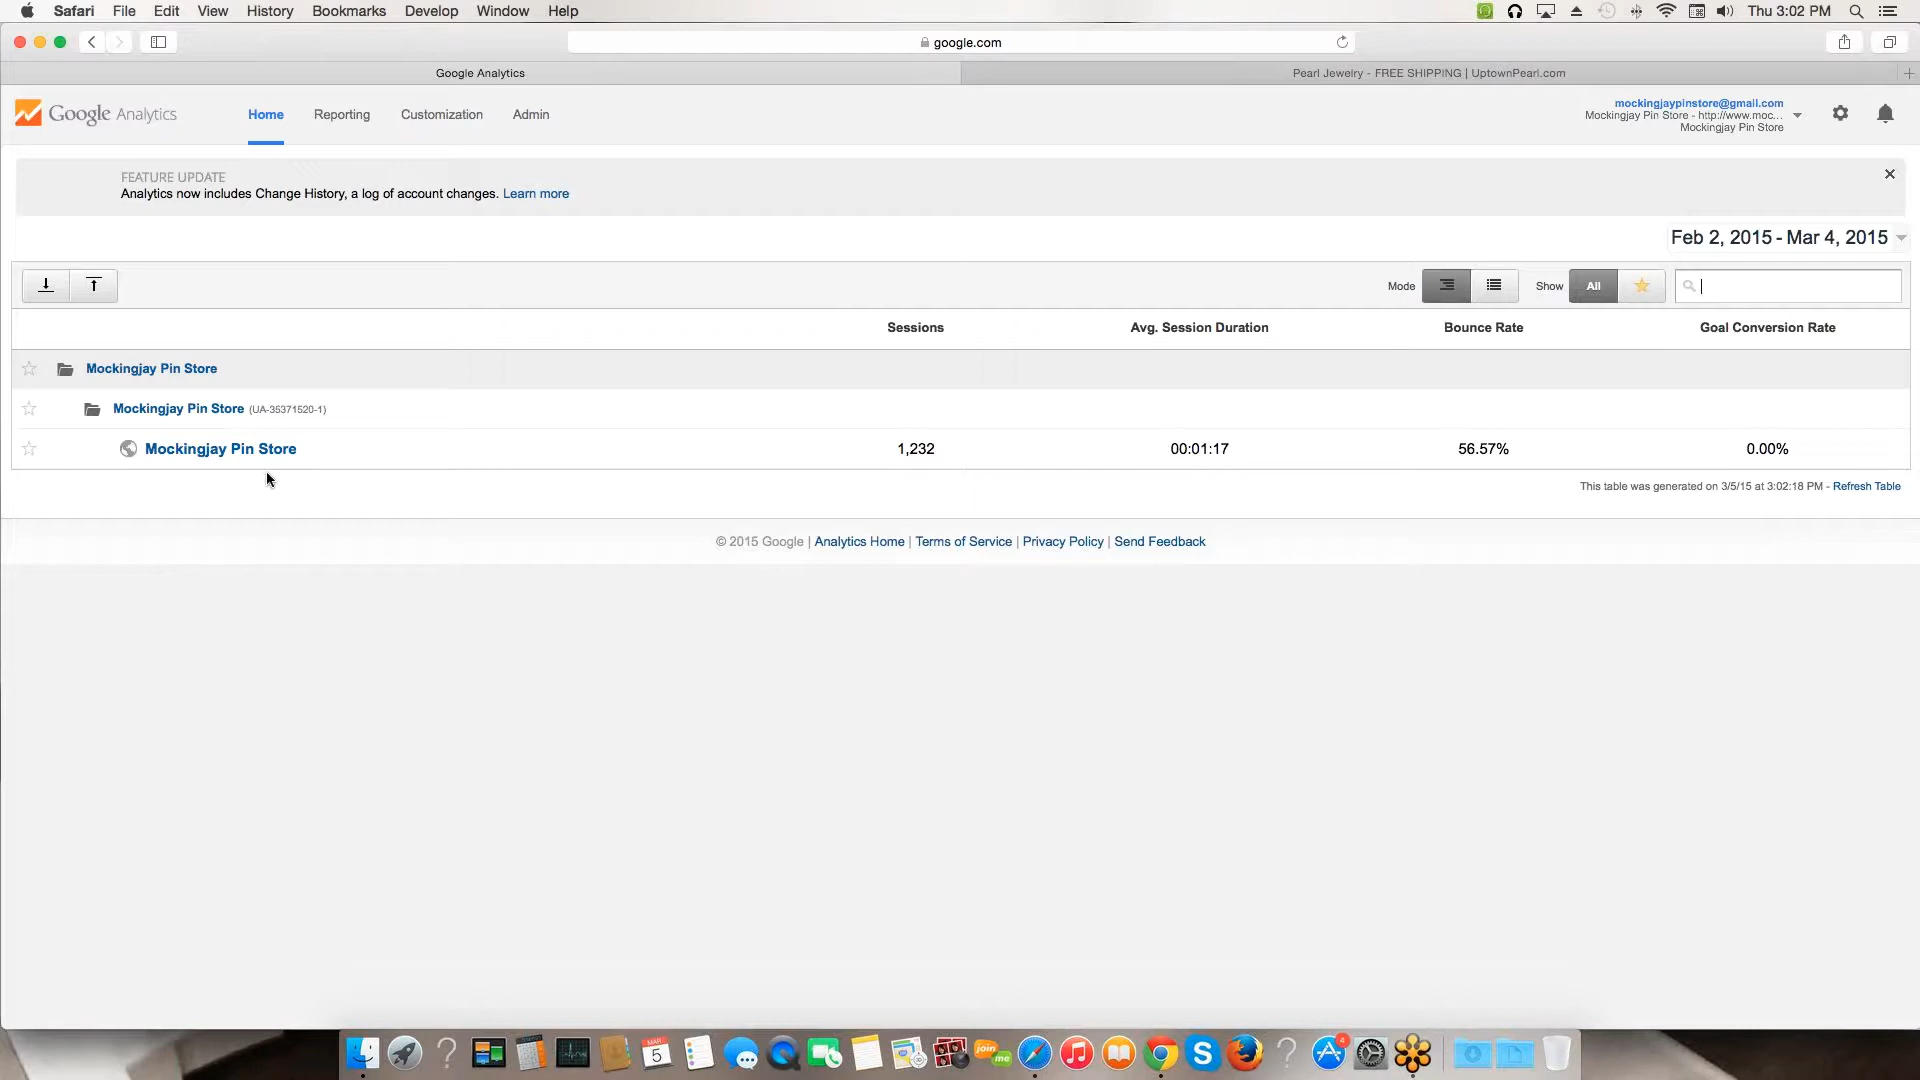 Safari File Edit View History Bookmarks Develop Window Help Thu 3:02 PM
google.com
Google Analytics Pearl Jewelry - FREE SHIPPING | UptownPearl.com
Google Analytics Home Reporting Customization Admin
mockingjaypinstore@gmail.com
Mockingjay Pin Store - http://www.moc...
Mockingjay Pin Store
FEATURE UPDATE
Analytics now includes Change History, a log of account changes. Learn more
Feb 2, 2015 - Mar 4, 2015
Mode Show All
Sessions Avg. Session Duration Bounce Rate Goal Conversion Rate
Mockingjay Pin Store
Mockingjay Pin Store (UA-35371520-1)
Mockingjay Pin Store 1,232 00:01:17 56.57% 0.00%
This table was generated on 3/5/15 at 3:02:18 PM - Refresh Table
© 2015 Google | Analytics Home | Terms of Service | Privacy Policy | Send Feedback
MAR
5
join
me
4